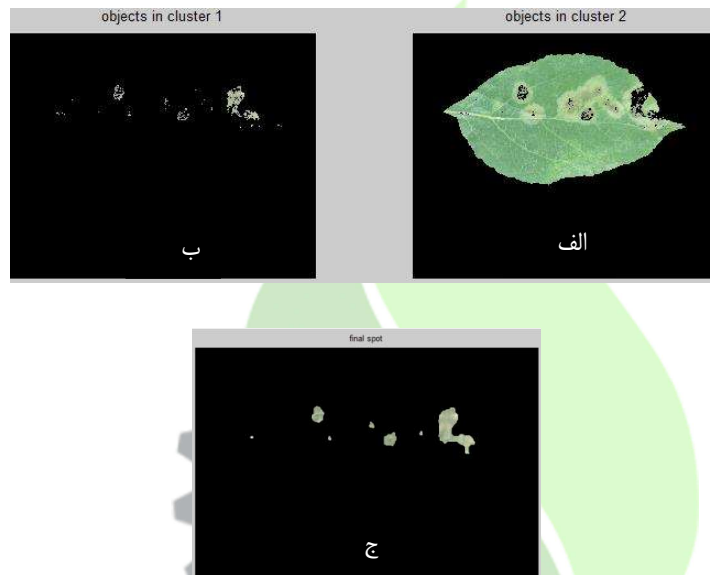 objects in cluster 1
objects in cluster 2
ب
الف
final spot
ج